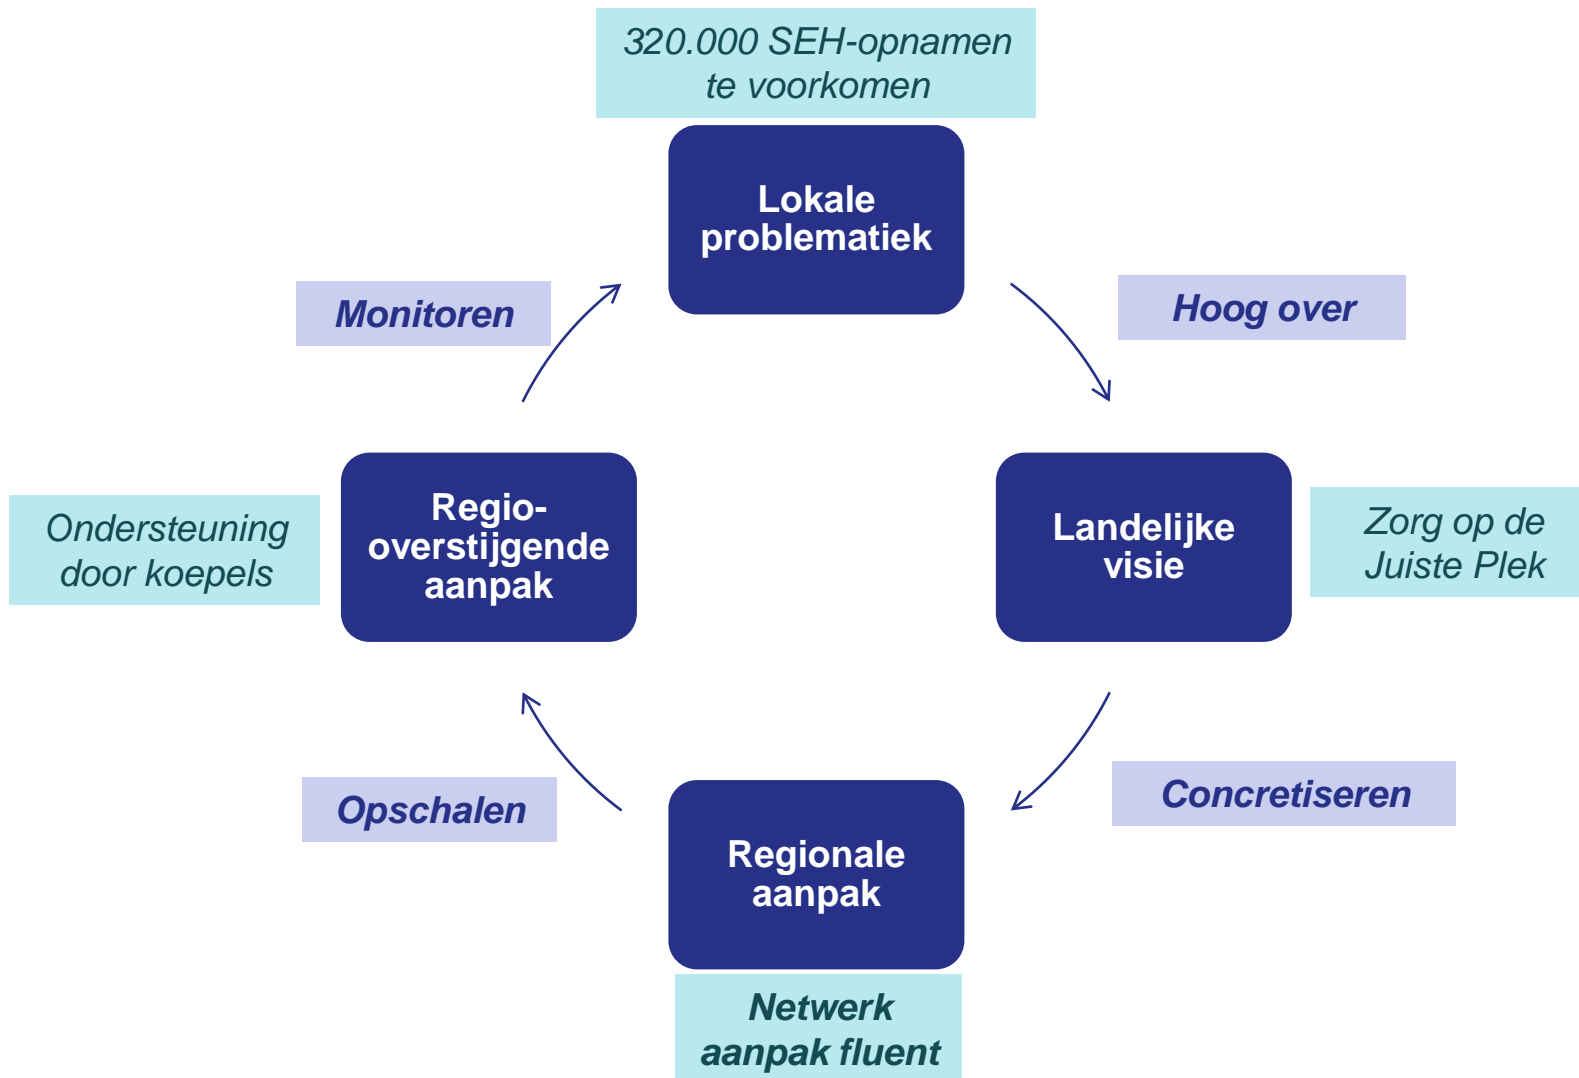 320.000 SEH-opnamen
te voorkomen
Lokale
problematiek
Monitoren
Hoog over
Ondersteuning
door koepels
Regio-
overstijgende
aanpak
Landelijke
visie
Zorg op de
Juiste Plek
Opschalen
Concretiseren
Regionale
aanpak
Netwerk
aanpak fluent